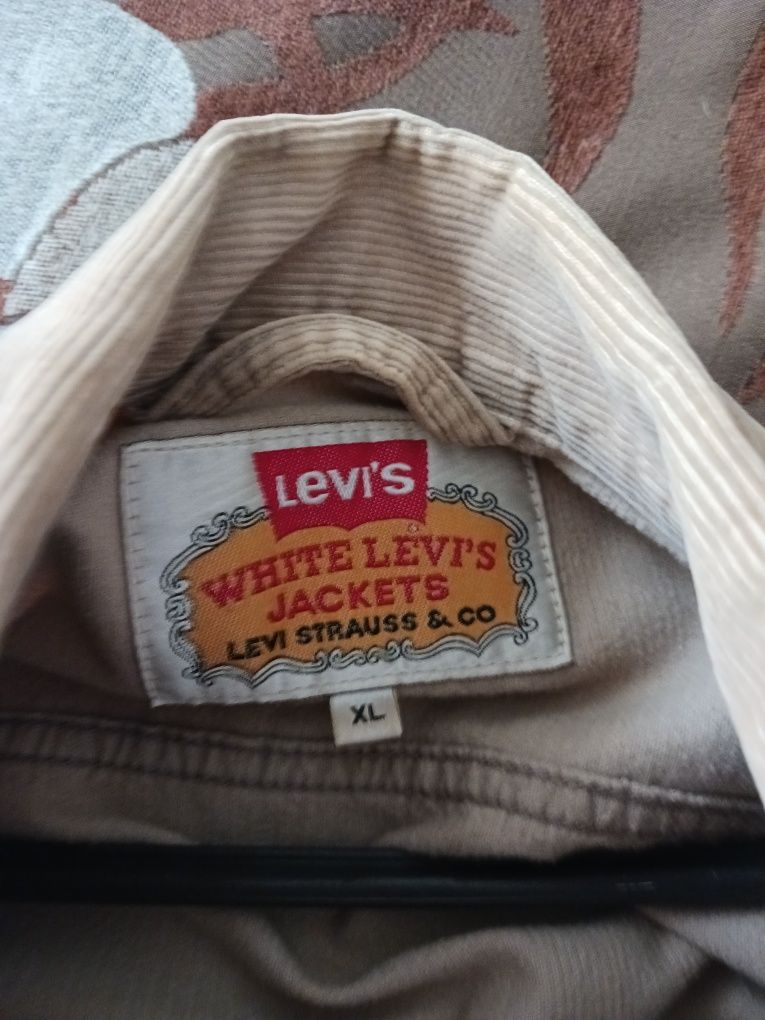 Levi's
WHITE LEVI'S
JACKETS
LEVI STRAUSS & CO
XL